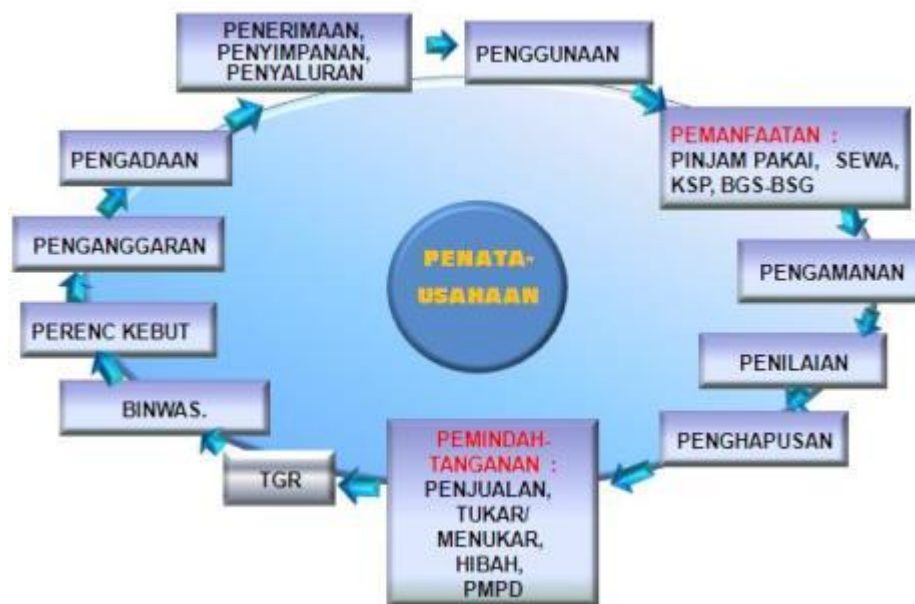 PENERIMAAN,
PENYIMPANAN,
PENYALURAN
PENGGUNAAN
PEMANFAATAN :
PINJAM PAKAI, SEWA,
KSP, BGS-BSG
PENGAMANAN
PENILAIAN
PENGHAPUSAN
PEMINDAH-
TANGANAN :
PENJUALAN,
TUKAR/
MENUKAR,
HIBAH,
PMPD
TGR
BINWAS.
PERENC KEBUT
PENGANGGARAN
PENGADAAN
PENATA-
USAHAAN